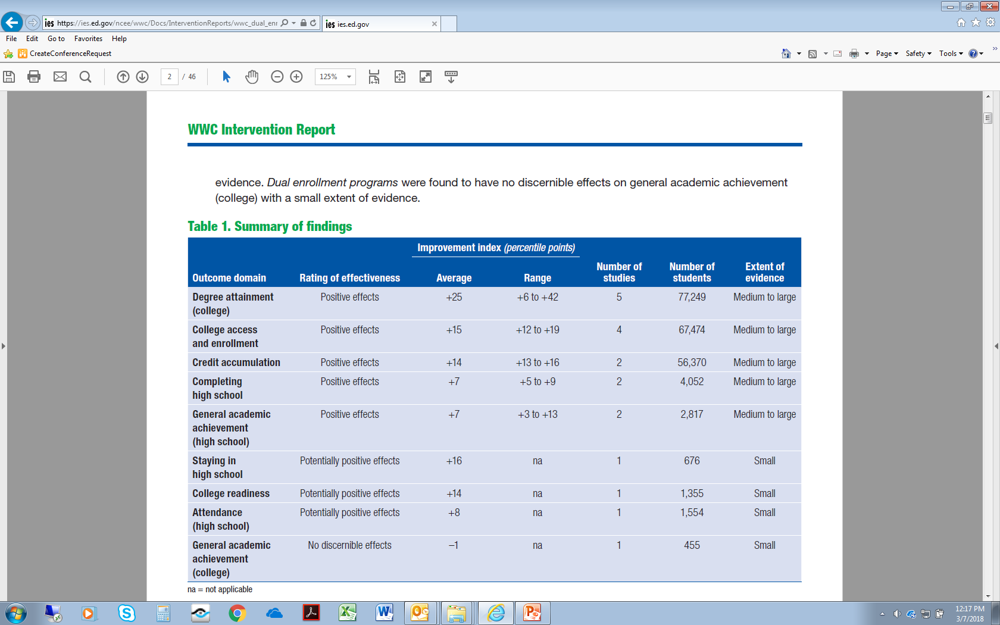 ies https://ies.ed.gov/ncee/wwc/Docs/InterventionReports/wwc_dual_enr
ies ies.ed.gov
File Edit Go to Favorites Help
CreateConferenceRequest
Page Safety Tools
2 / 46 125%
WWC Intervention Report
evidence. Dual enrollment programs were found to have no discernible effects on general academic achievement
(college) with a small extent of evidence.
Table 1. Summary of findings
Improvement index (percentile points)
Number of Number of Extent of
Outcome domain Rating of effectiveness Average Range studies students evidence
Degree attainment Positive effects +25 +6 to +42 5 77,249 Medium to large
(college)
College access Positive effects +15 +12 to +19 4 67,474 Medium to large
and enrollment
Credit accumulation Positive effects +14 +13 to +16 2 56,370 Medium to large
Completing Positive effects +7 +5 to +9 2 4,052 Medium to large
high school
General academic Positive effects +7 +3 to +13 2 2,817 Medium to large
achievement
(high school)
Staying in Potentially positive effects +16 na 1 676 Small
high school
College readiness Potentially positive effects +14 na 1 1,355 Small
Attendance Potentially positive effects +8 na 1 1,554 Small
(high school)
General academic No discernible effects –1 na 1 455 Small
achievement
(college)
na = not applicable
12:17 PM
3/7/2018